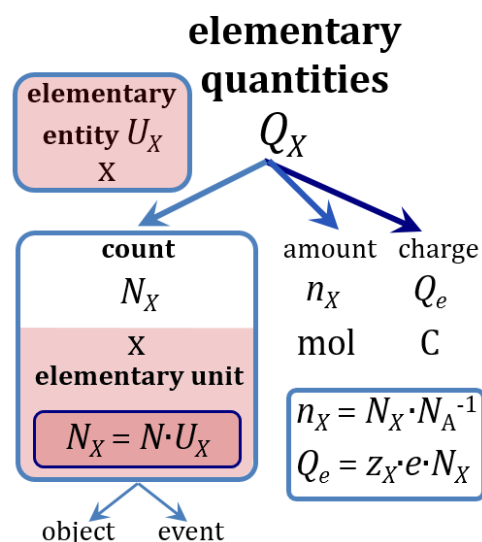 elementary
quantities
Q_X
elementary
entity U_X
x
count
N_X
x
elementary unit
N_X = N·U_X
object event
amount charge
n_X Q_e
mol C
n_X = N_X·N_A^-1
Q_e = z_X·e·N_X